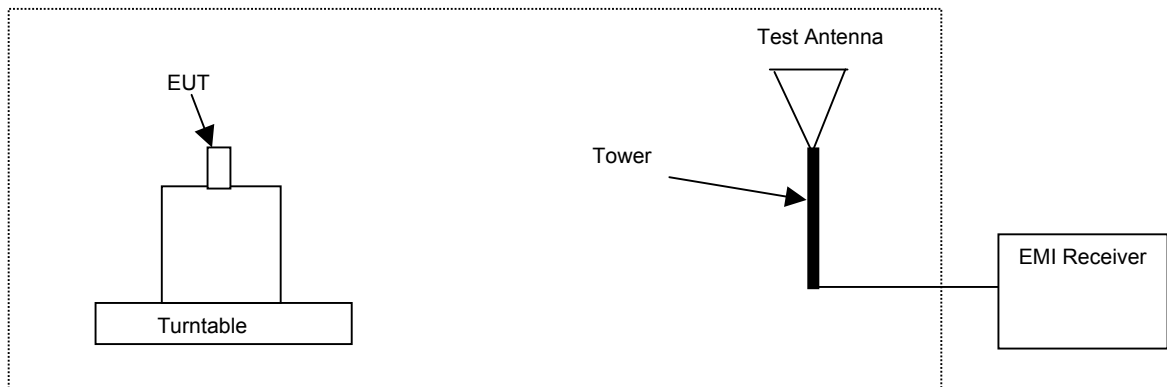 Test Antenna
EUT
Tower
EMI Receiver
Turntable